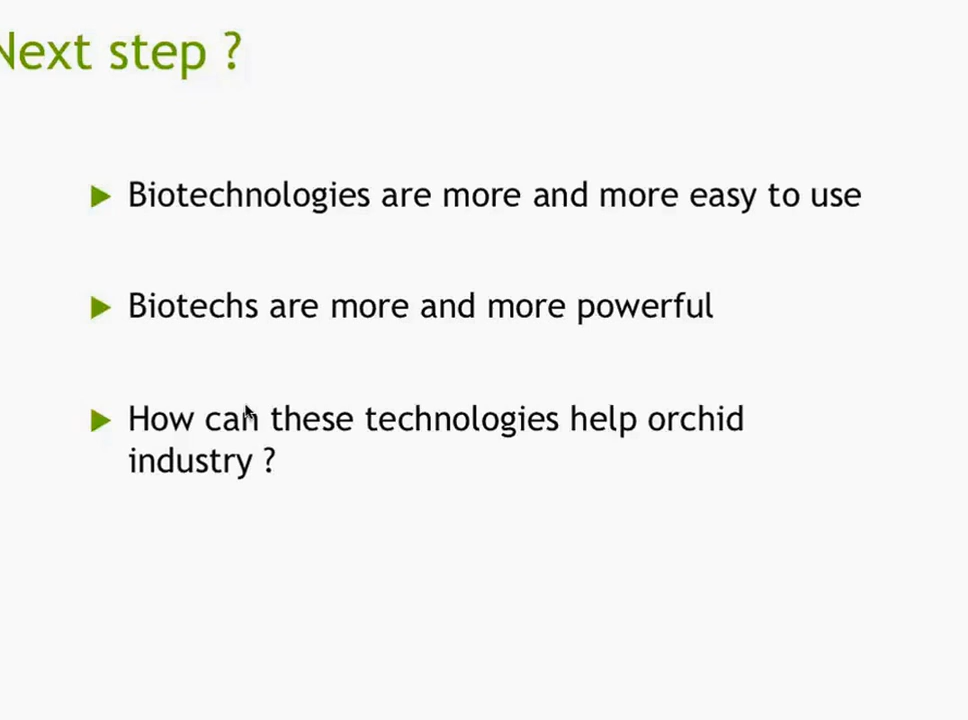 Next step ?
Biotechnologies are more and more easy to use
Biotechs are more and more powerful
How can these technologies help orchid
industry ?